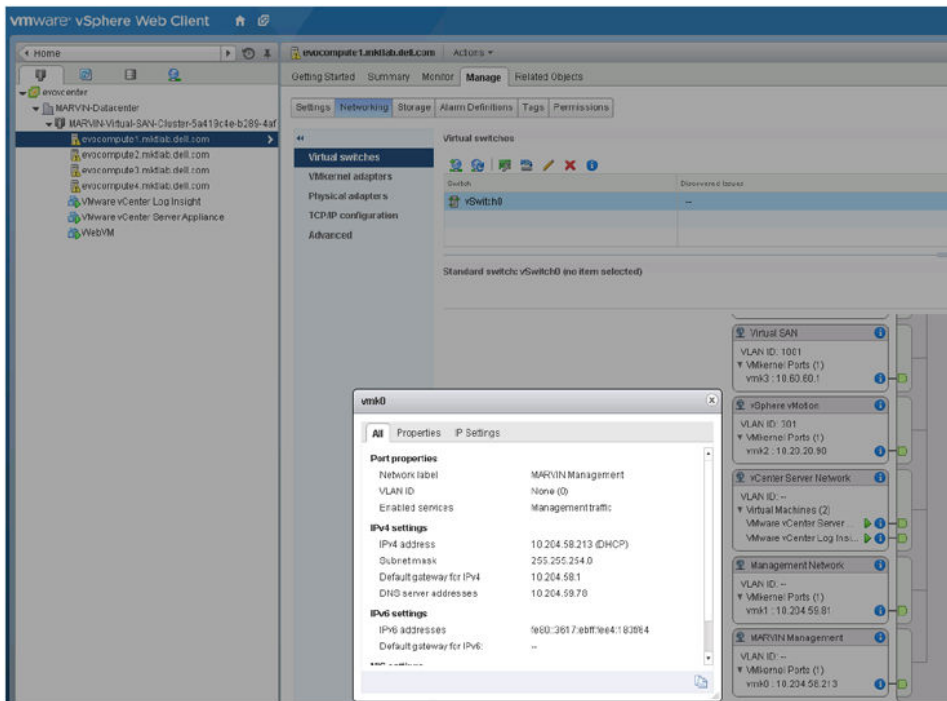 vmware® vSphere Web Client
Home
evovcenter
MARVIN-Datacenter
MARVIN-Virtual-SAN-Cluster-5a419c4e-b289-4af
evocompute1.mktlab.dell.com
evocompute2.mktlab.dell.com
evocompute3.mktlab.dell.com
evocompute4.mktlab.dell.com
VMware vCenter Log Insight
VMware vCenter Server Appliance
WebVM
evocompute1.mktlab.dell.com Actions
Getting Started Summary Monitor Manage Related Objects
Settings Networking Storage Alarm Definitions Tags Permissions
Virtual switches
VMkernel adapters
Physical adapters
TCP/IP configuration
Advanced
Virtual switches
Switch Discovered Issues
vSwitch0 --
Standard switch: vSwitch0 (no item selected)
Virtual SAN
VLAN ID: 1001
VMkernel Ports (1)
vmk3 : 10.60.60.1
vSphere vMotion
VLAN ID: 301
VMkernel Ports (1)
vmk2 : 10.20.20.90
vCenter Server Network
VLAN ID: --
Virtual Machines (2)
VMware vCenter Server ...
VMware vCenter Log Insi...
Management Network
VLAN ID: --
VMkernel Ports (1)
vmk1 : 10.204.59.81
MARVIN Management
VLAN ID: --
VMkernel Ports (1)
vmk0 : 10.204.58.213
vmk0
All Properties IP Settings
Port properties
Network label MARVIN Management
VLAN ID None (0)
Enabled services Management traffic
IPv4 settings
IPv4 address 10.204.58.213 (DHCP)
Subnet mask 255.255.254.0
Default gateway for IPv4 10.204.58.1
DNS server addresses 10.204.59.78
IPv6 settings
IPv6 addresses
Default gateway for IPv6: --
NIC settings